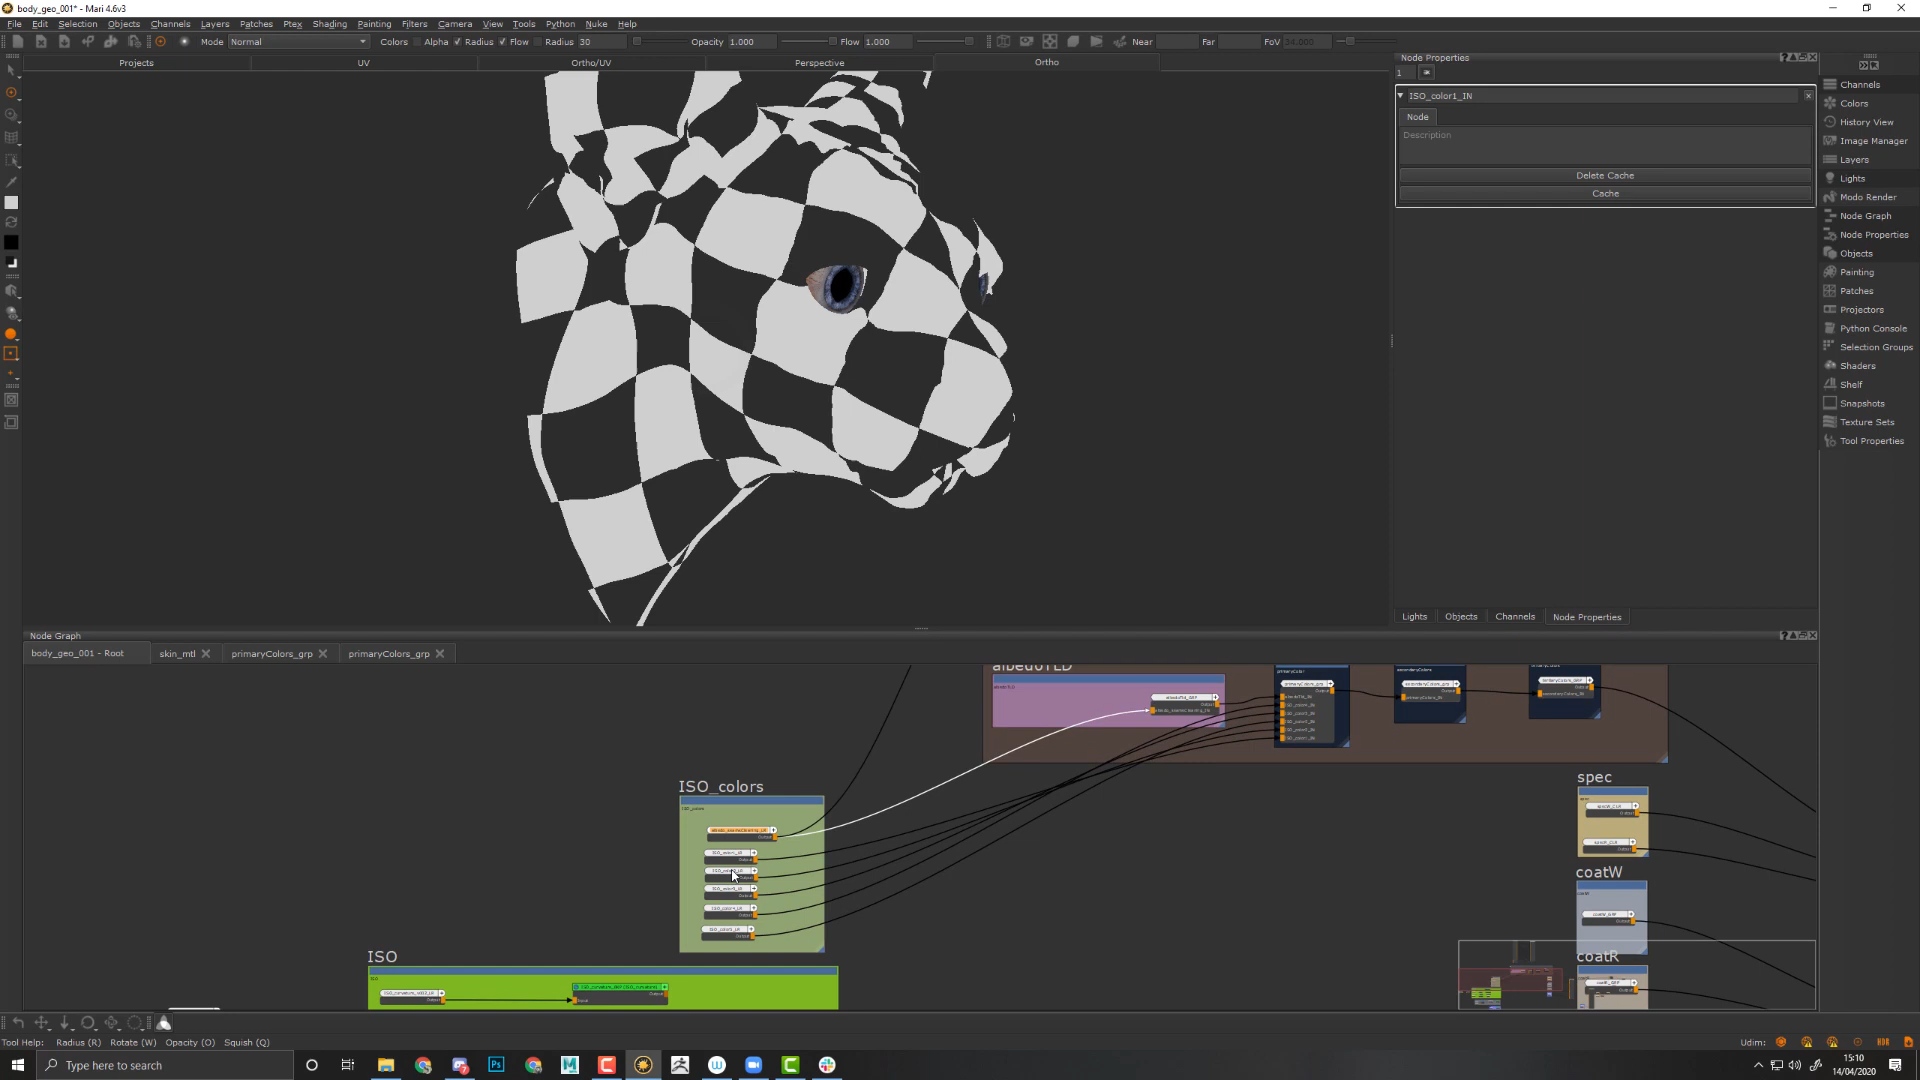 body_geo_001* - Mari 4.6v3
File Edit Selection Objects Channels Layers Patches Ptex Shading Painting Filters Camera View Tools Python Nuke Help
Mode Normal Colors Alpha Radius Flow Radius 30 Opacity 1.000 Flow 1.000 Near Far FoV 24.000
Projects UV Ortho/UV Perspective Ortho
Node Properties
1
ISO_color1_IN
Node
Description
Delete Cache
Cache
Channels
Colors
History View
Image Manager
Layers
Lights
Modo Render
Node Graph
Node Properties
Objects
Painting
Patches
Projectors
Python Console
Selection Groups
Shaders
Shelf
Snapshots
Texture Sets
Tool Properties
Lights Objects Channels Node Properties
Node Graph
body_geo_001 - Root skin_mtl primaryColors_grp primaryColors_grp
albedoTLD
ISO_colors
spec
coatW
coatR
ISO
Tool Help: Radius (R) Rotate (W) Opacity (O) Squish (Q)
Udim:
Type here to search
15:10
14/04/2020